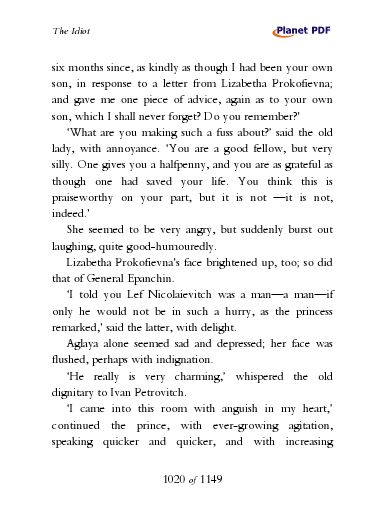 The Idiot
Planet PDF
six months since, as kindly as though I had been your own
son, in response to a letter from Lizabetha Prokofievna;
and gave me one piece of advice, again as to your own
son, which I shall never forget? Do you remember?'
'What are you making such a fuss about?' said the old
lady, with annoyance. 'You are a good fellow, but very
silly. One gives you a halfpenny, and you are as grateful as
though one had saved your life. You think this is
praiseworthy on your part, but it is not —it is not,
indeed.'
She seemed to be very angry, but suddenly burst out
laughing, quite good-humouredly.
Lizabetha Prokofievna's face brightened up, too; so did
that of General Epanchin.
'I told you Lef Nicolaievitch was a man—a man—if
only he would not be in such a hurry, as the princess
remarked,' said the latter, with delight.
Aglaya alone seemed sad and depressed; her face was
flushed, perhaps with indignation.
'He really is very charming,' whispered the old
dignitary to Ivan Petrovitch.
'I came into this room with anguish in my heart,'
continued the prince, with ever-growing agitation,
speaking quicker and quicker, and with increasing
1020 of 1149